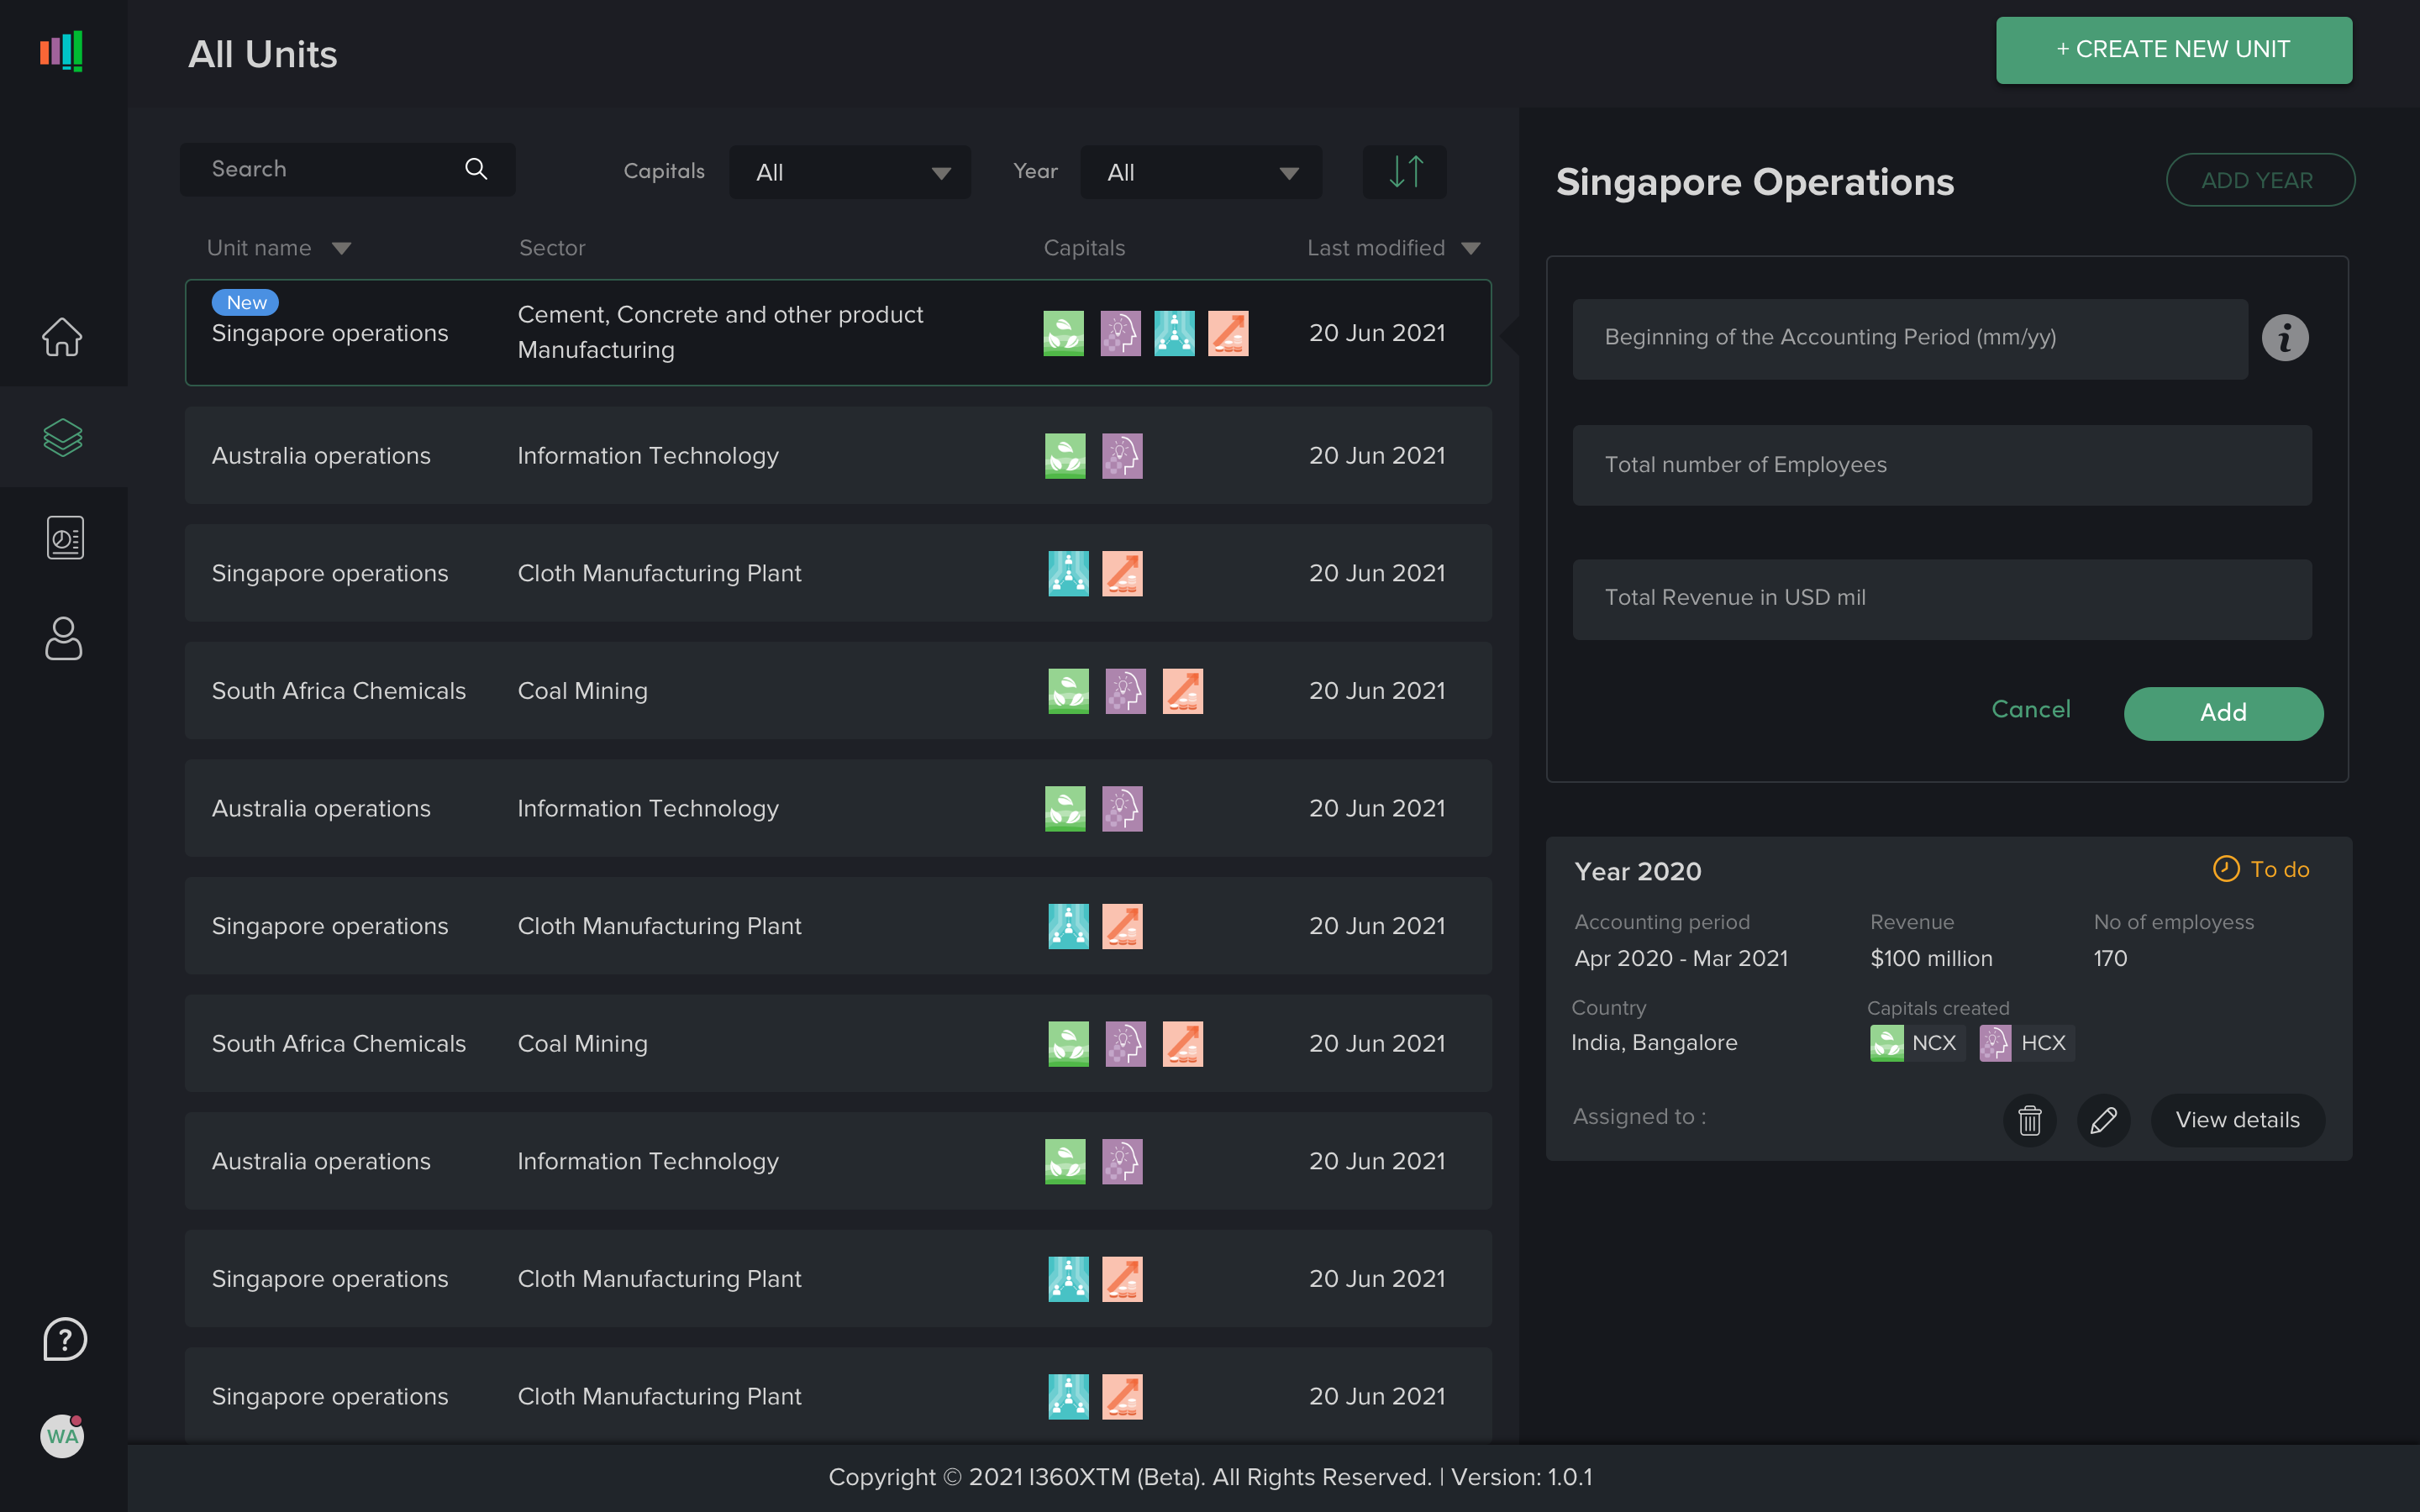 All Units
+ CREATE NEW UNIT
Search
Capitals
All
Year
All
Unit name
Sector
Capitals
Last modified
New
Singapore operations
Cement, Concrete and other product
Manufacturing
20 Jun 2021
Australia operations
Information Technology
20 Jun 2021
Singapore operations
Cloth Manufacturing Plant
20 Jun 2021
South Africa Chemicals
Coal Mining
20 Jun 2021
Australia operations
Information Technology
20 Jun 2021
Singapore operations
Cloth Manufacturing Plant
20 Jun 2021
South Africa Chemicals
Coal Mining
20 Jun 2021
Australia operations
Information Technology
20 Jun 2021
Singapore operations
Cloth Manufacturing Plant
20 Jun 2021
Singapore operations
Cloth Manufacturing Plant
20 Jun 2021
Singapore Operations
ADD YEAR
Beginning of the Accounting Period (mm/yy)
i
Total number of Employees
Total Revenue in USD mil
Cancel
Add
Year 2020
To do
Accounting period
Revenue
No of employess
Apr 2020 - Mar 2021
$100 million
170
Country
Capitals created
India, Bangalore
NCX
HCX
Assigned to :
View details
?
WA
Copyright © 2021 I360XTM (Beta). All Rights Reserved. | Version: 1.0.1